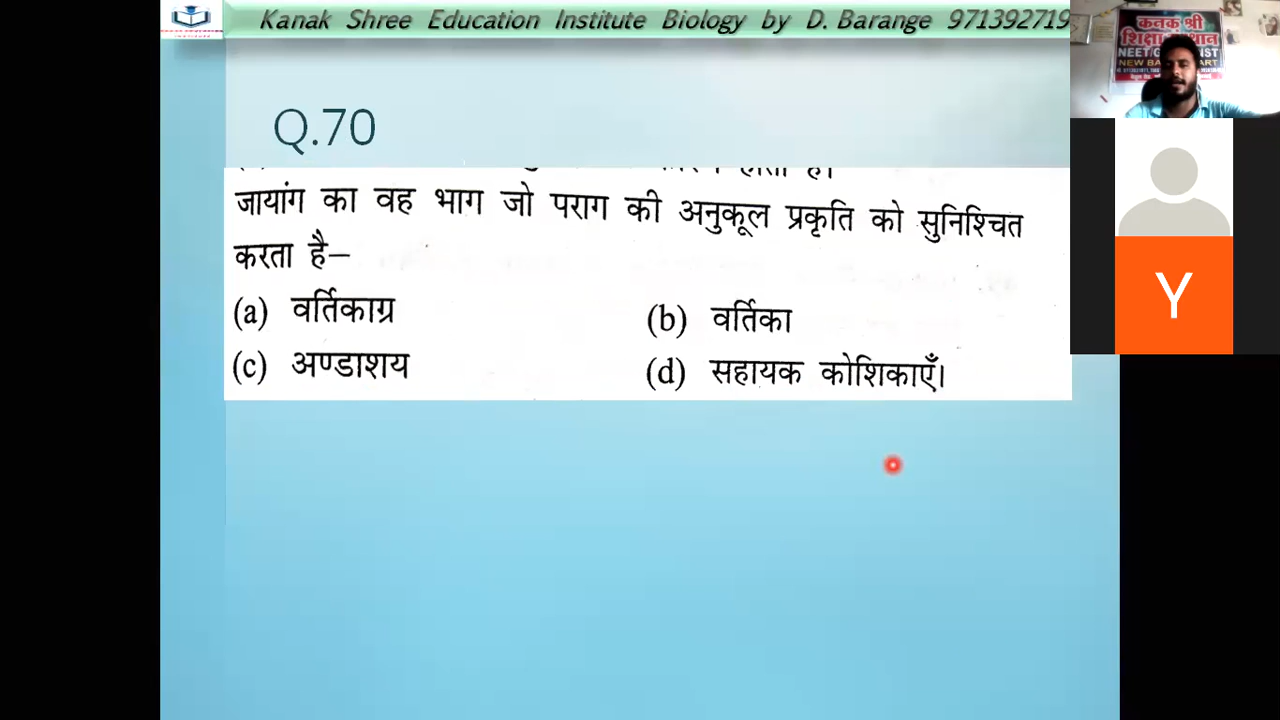 Kanak Shree Education Institute Biology by D. Barange 971392719
Q.70
होता है।
जायांग का वह भाग जो पराग की अनुकूल प्रकृति को सुनिश्चित
करता है–
(a) वर्तिकाग्र
(b) वर्तिका
(c) अण्डाशय
(d) सहायक कोशिकाएँ।
कनक श्री
शिक्षा संस्थान
Y